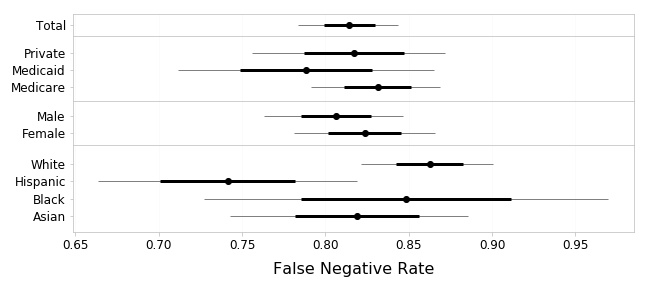 Total
Private
Medicaid
Medicare
Male
Female
White
Hispanic
Black
Asian
0.65 0.70 0.75 0.80 0.85 0.90 0.95
False Negative Rate